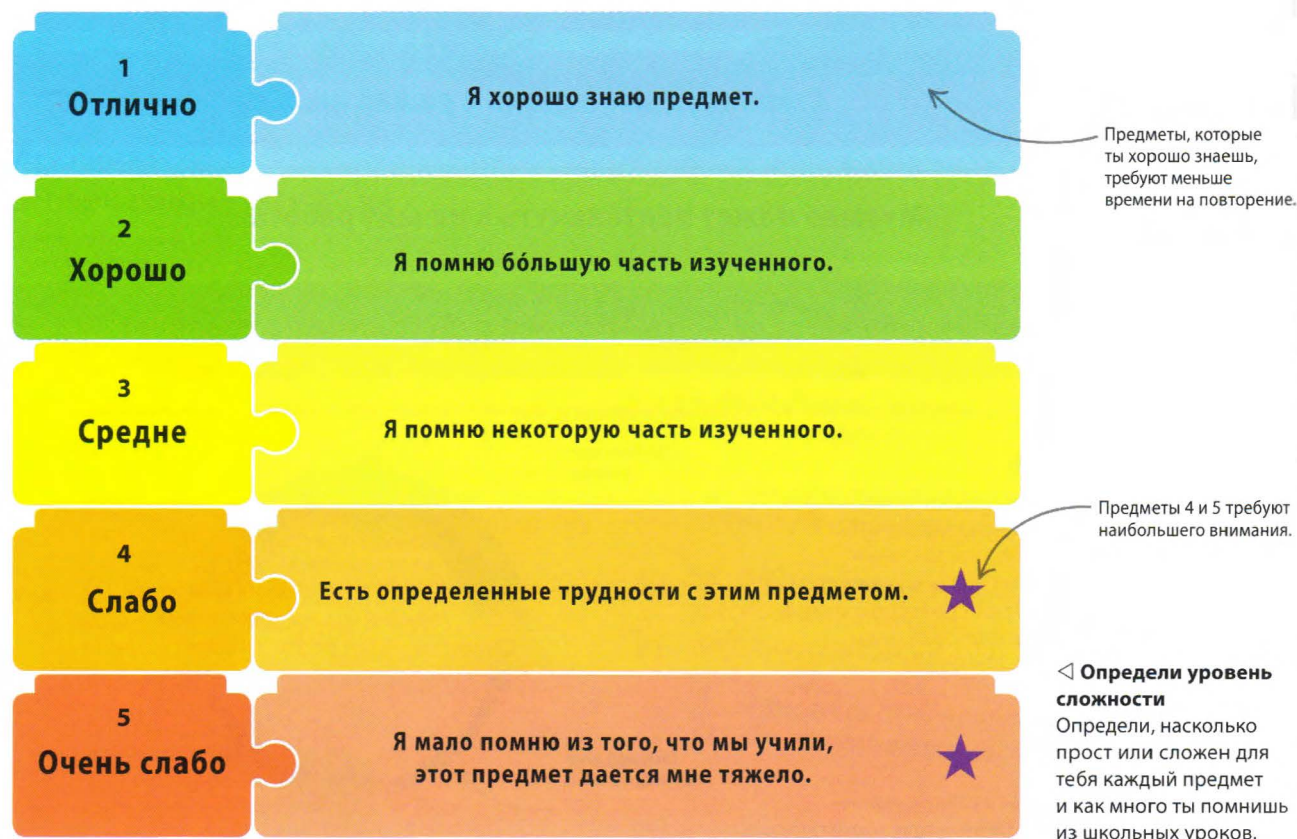 1
Отлично
Я хорошо знаю предмет.
Предметы, которые
ты хорошо знаешь,
требуют меньше
времени на повторение.
2
Хорошо
Я помню бо́льшую часть изученного.
3
Средне
Я помню некоторую часть изученного.
4
Слабо
Есть определенные трудности с этим предметом.
Предметы 4 и 5 требуют
наибольшего внимания.
5
Очень слабо
Я мало помню из того, что мы учили,
этот предмет дается мне тяжело.
◁ Определи уровень
сложности
Определи, насколько
прост или сложен для
тебя каждый предмет
и как много ты помнишь
из школьных уроков.